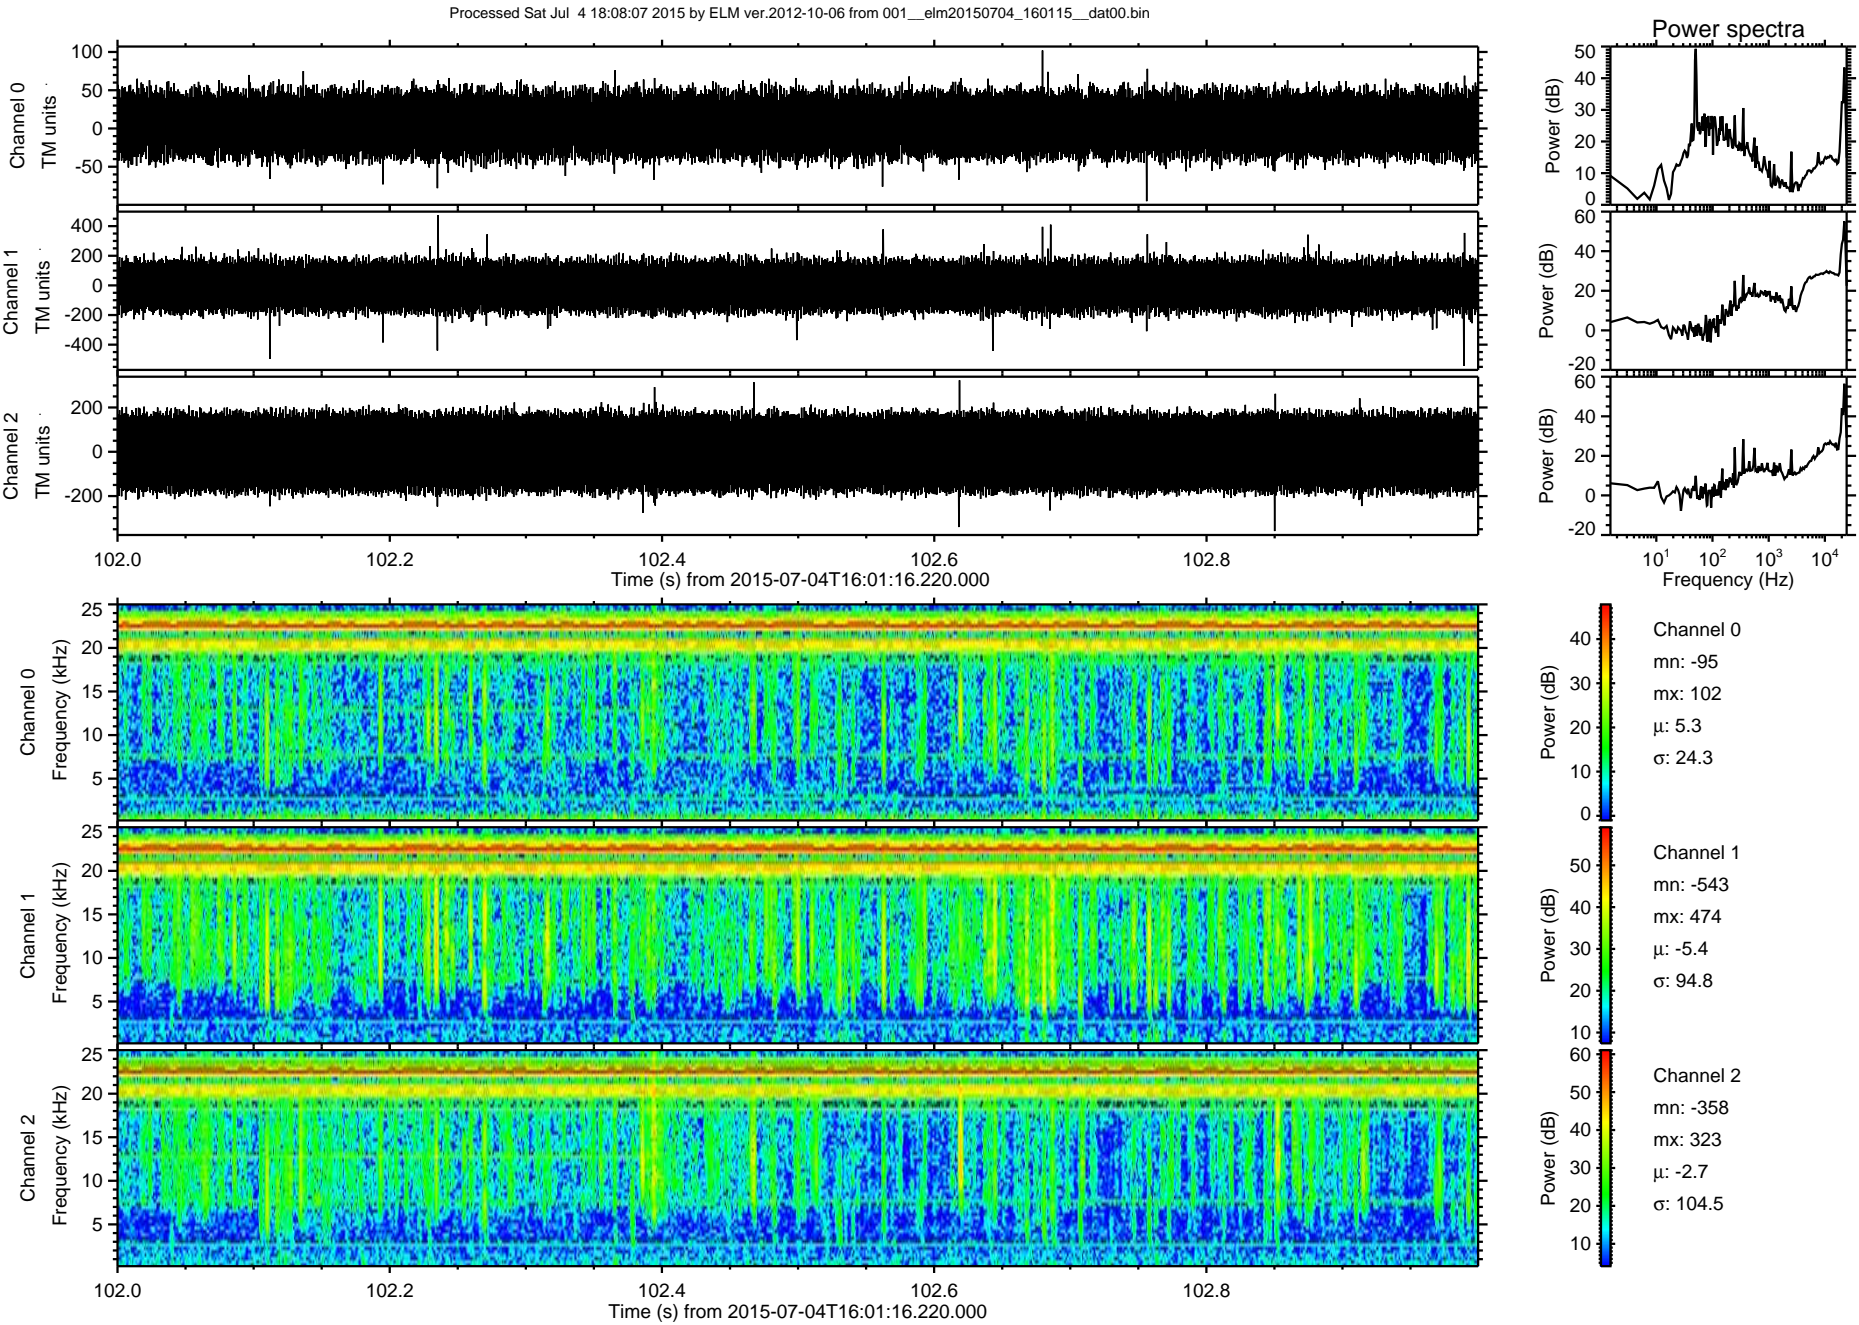 Processed Sat Jul  4 18:08:07 2015 by ELM ver.2012-10-06 from 001__elm20150704_160115__dat00.bin
Power spectra
Channel 0
TM units
100
50
0
-50
Power (dB)
50
40
30
20
10
0
Channel 1
TM units
400
200
0
-200
-400
Power (dB)
60
40
20
0
-20
Channel 2
TM units
200
0
-200
Power (dB)
60
40
20
0
-20
102.0 102.2 102.4 102.6 102.8
Time (s) from 2015-07-04T16:01:16.220.000
10¹ 10² 10³ 10⁴
Frequency (Hz)
Channel 0
Frequency (kHz)
25
20
15
10
5
Power (dB)
40
30
20
10
0
Channel 0
mn: -95
mx: 102
μ: 5.3
σ: 24.3
Channel 1
Frequency (kHz)
25
20
15
10
5
Power (dB)
50
40
30
20
10
Channel 1
mn: -543
mx: 474
μ: -5.4
σ: 94.8
Channel 2
Frequency (kHz)
25
20
15
10
5
Power (dB)
60
50
40
30
20
10
Channel 2
mn: -358
mx: 323
μ: -2.7
σ: 104.5
102.0 102.2 102.4 102.6 102.8
Time (s) from 2015-07-04T16:01:16.220.000